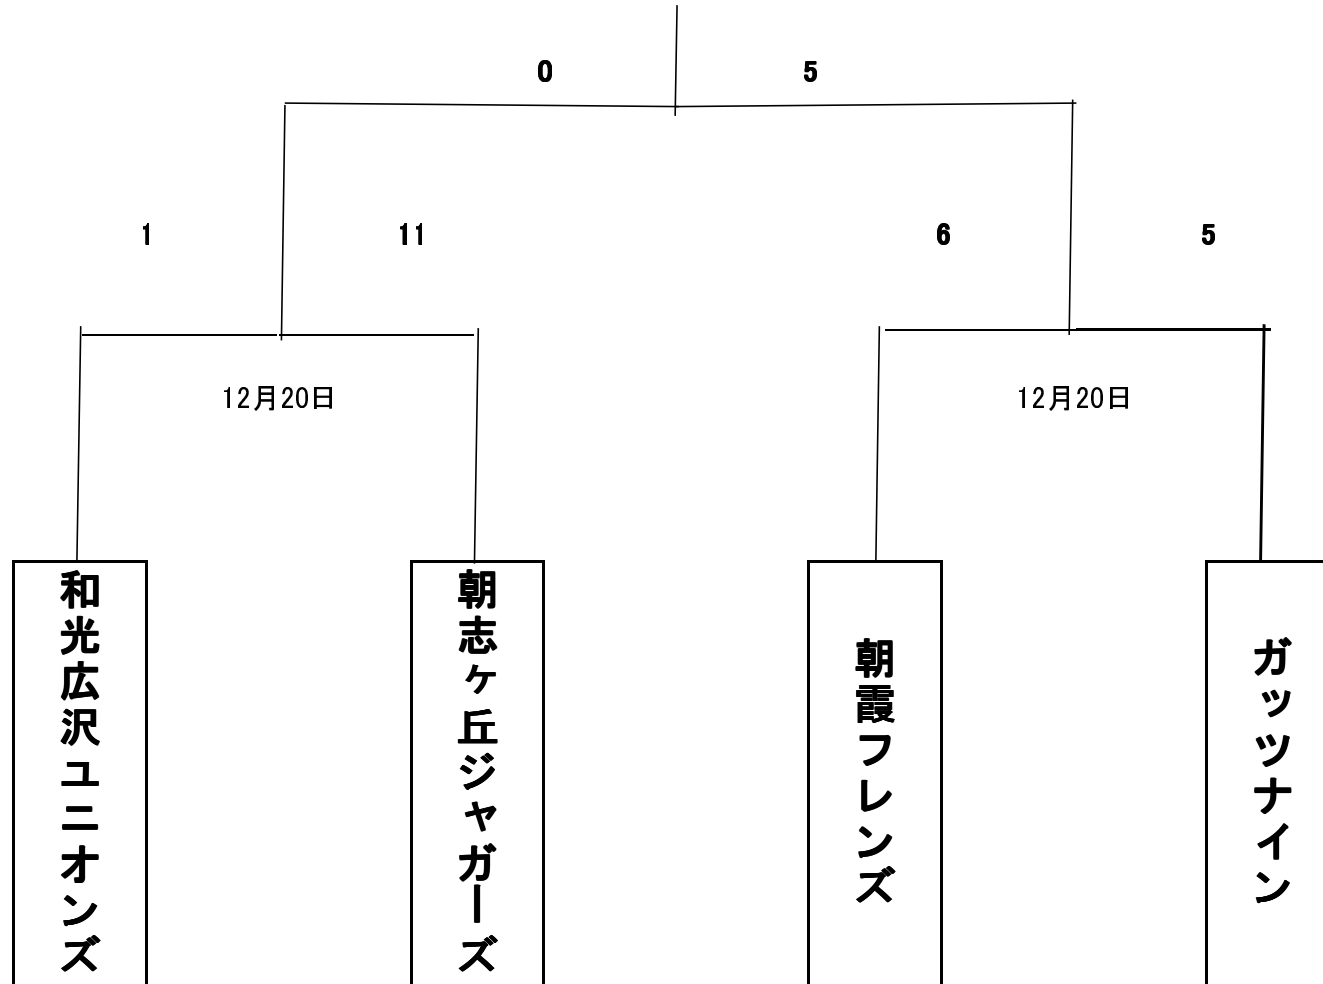 0 5
1 11 6 5
12月20日 12月20日
和光広沢ユニオンズ
朝志ヶ丘ジャガーズ
朝霞フレンズ
ガッツナイン